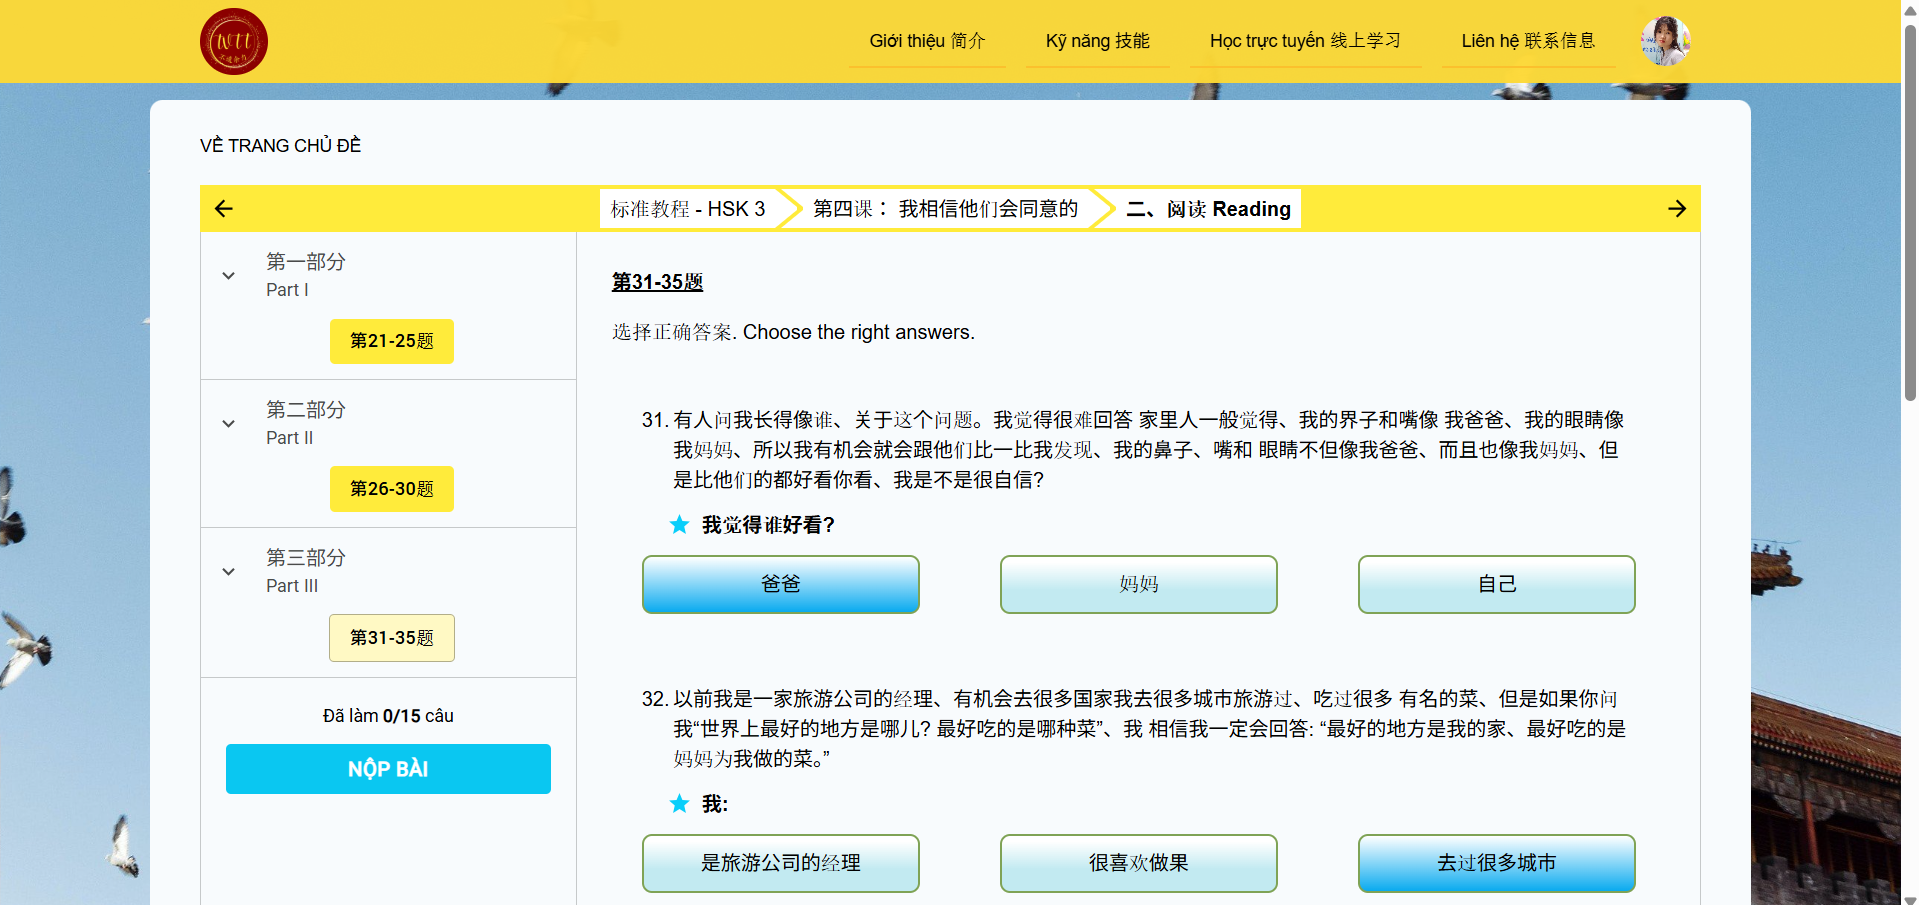 Wtt
Giới thiệu 简介
Kỹ năng 技能
Học trực tuyến 线上学习
Liên hệ 联系信息
VỀ TRANG CHỦ ĐỀ
标准教程 - HSK 3
第四课： 我相信他们会同意的
二、阅读 Reading
第一部分
Part I
第21-25题
第二部分
Part II
第26-30题
第三部分
Part III
第31-35题
Đã làm 0/15 câu
NỘP BÀI
第31-35题
选择正确答案. Choose the right answers.
31. 有人问我长得像谁、关于这个问题。我觉得很难回答 家里人一般觉得、我的界子和嘴像 我爸爸、我的眼睛像
我妈妈、所以我有机会就会跟他们比一比我发现、我的鼻子、嘴和 眼睛不但像我爸爸、而且也像我妈妈、但
是比他们的都好看你看、我是不是很自信?
我觉得谁好看?
爸爸
妈妈
自己
32. 以前我是一家旅游公司的经理、有机会去很多国家我去很多城市旅游过、吃过很多 有名的菜、但是如果你问
我“世界上最好的地方是哪儿? 最好吃的是哪种菜”、我 相信我一定会回答: “最好的地方是我的家、最好吃的是
妈妈为我做的菜。”
我:
是旅游公司的经理
很喜欢做果
去过很多城市